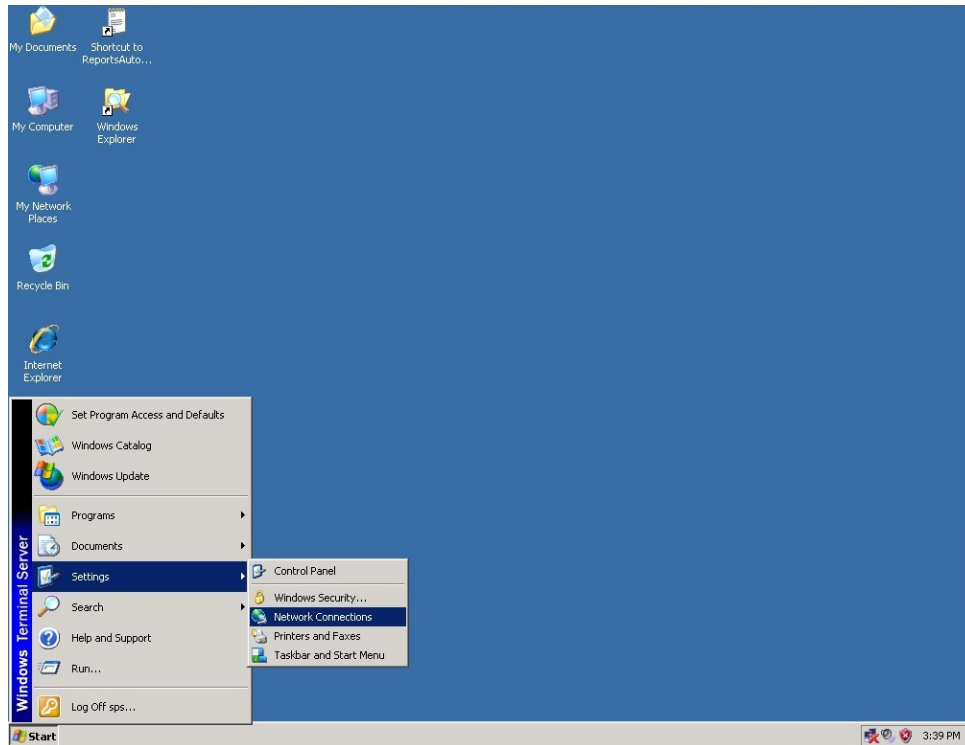 My Documents
Shortcut to
ReportsAuto...
My Computer
Windows
Explorer
My Network
Places
Recycle Bin
Internet
Explorer
Windows Terminal Server
Set Program Access and Defaults
Windows Catalog
Windows Update
Programs
Documents
Settings
Search
Help and Support
Run...
Log Off sps...
Control Panel
Windows Security...
Network Connections
Printers and Faxes
Taskbar and Start Menu
Start
3:39 PM